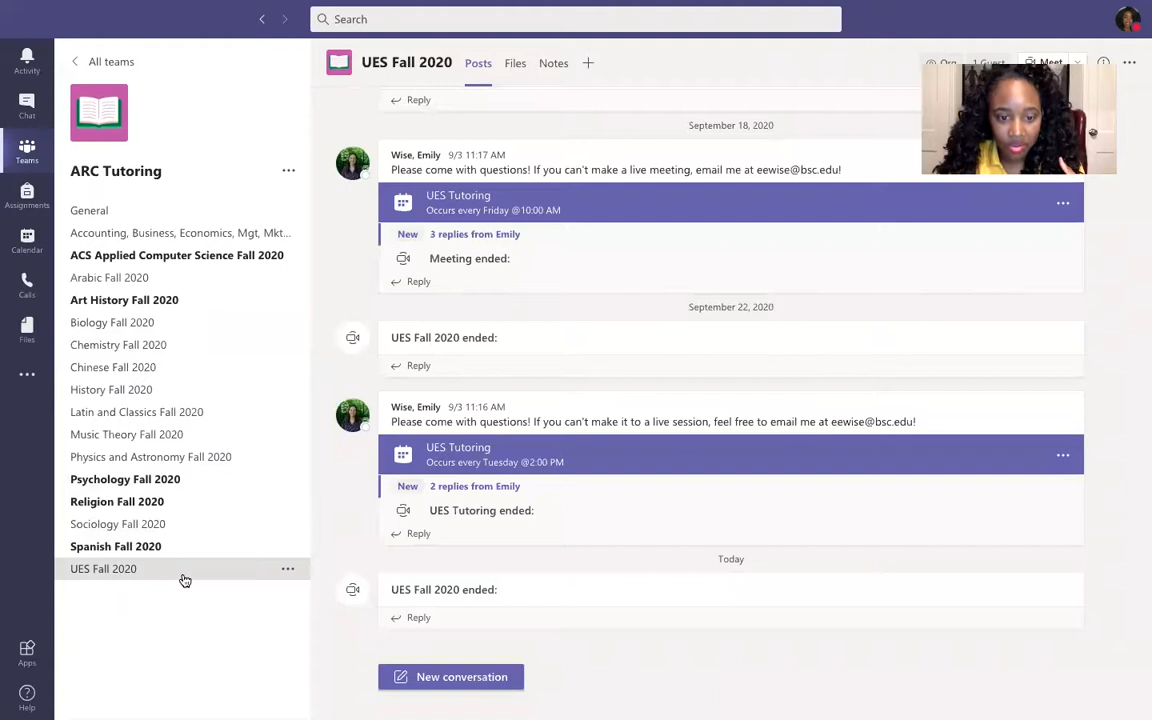 Search
Activity
Chat
Teams
Assignments
Calendar
Calls
Files
Apps
Help
All teams
ARC Tutoring
General
Accounting, Business, Economics, Mgt, Mkt...
ACS Applied Computer Science Fall 2020
Arabic Fall 2020
Art History Fall 2020
Biology Fall 2020
Chemistry Fall 2020
Chinese Fall 2020
History Fall 2020
Latin and Classics Fall 2020
Music Theory Fall 2020
Physics and Astronomy Fall 2020
Psychology Fall 2020
Religion Fall 2020
Sociology Fall 2020
Spanish Fall 2020
UES Fall 2020
UES Fall 2020 Posts Files Notes
Org 1 Guest Meet
Reply
September 18, 2020
Wise, Emily 9/3 11:17 AM
Please come with questions! If you can't make a live meeting, email me at eewise@bsc.edu!
UES Tutoring
Occurs every Friday @10:00 AM
New 3 replies from Emily
Meeting ended:
Reply
September 22, 2020
UES Fall 2020 ended:
Reply
Wise, Emily 9/3 11:16 AM
Please come with questions! If you can't make it to a live session, feel free to email me at eewise@bsc.edu!
UES Tutoring
Occurs every Tuesday @2:00 PM
New 2 replies from Emily
UES Tutoring ended:
Reply
Today
UES Fall 2020 ended:
Reply
New conversation